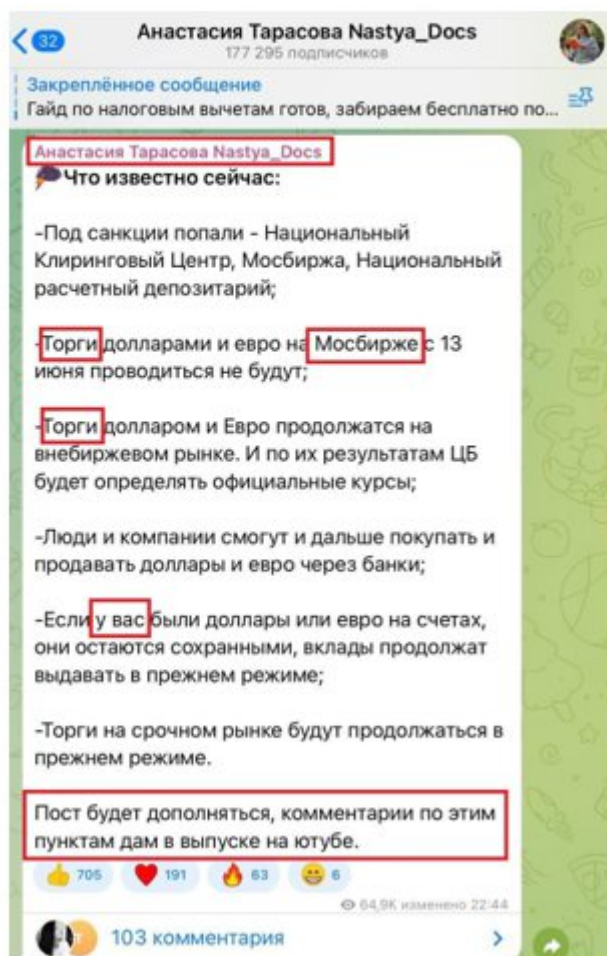 32
Анастасия Тарасова Nastya_Docs
177 295 подписчиков
Закреплённое сообщение
Гайд по налоговым вычетам готов, забираем бесплатно по...
Анастасия Тарасова Nastya_Docs
Что известно сейчас:
-Под санкции попали - Национальный
Клиринговый Центр, Мосбиржа, Национальный
расчетный депозитарий;
-Торги долларами и евро на Мосбирже с 13
июня проводиться не будут;
-Торги долларом и Евро продолжатся на
внебиржевом рынке. И по их результатам ЦБ
будет определять официальные курсы;
-Люди и компании смогут и дальше покупать и
продавать доллары и евро через банки;
-Если у вас были доллары или евро на счетах,
они остаются сохранными, вклады продолжат
выдавать в прежнем режиме;
-Торги на срочном рынке будут продолжаться в
прежнем режиме.
Пост будет дополняться, комментарии по этим
пунктам дам в выпуске на ютубе.
705 191 63 6
64,9K изменено 22:44
103 комментария